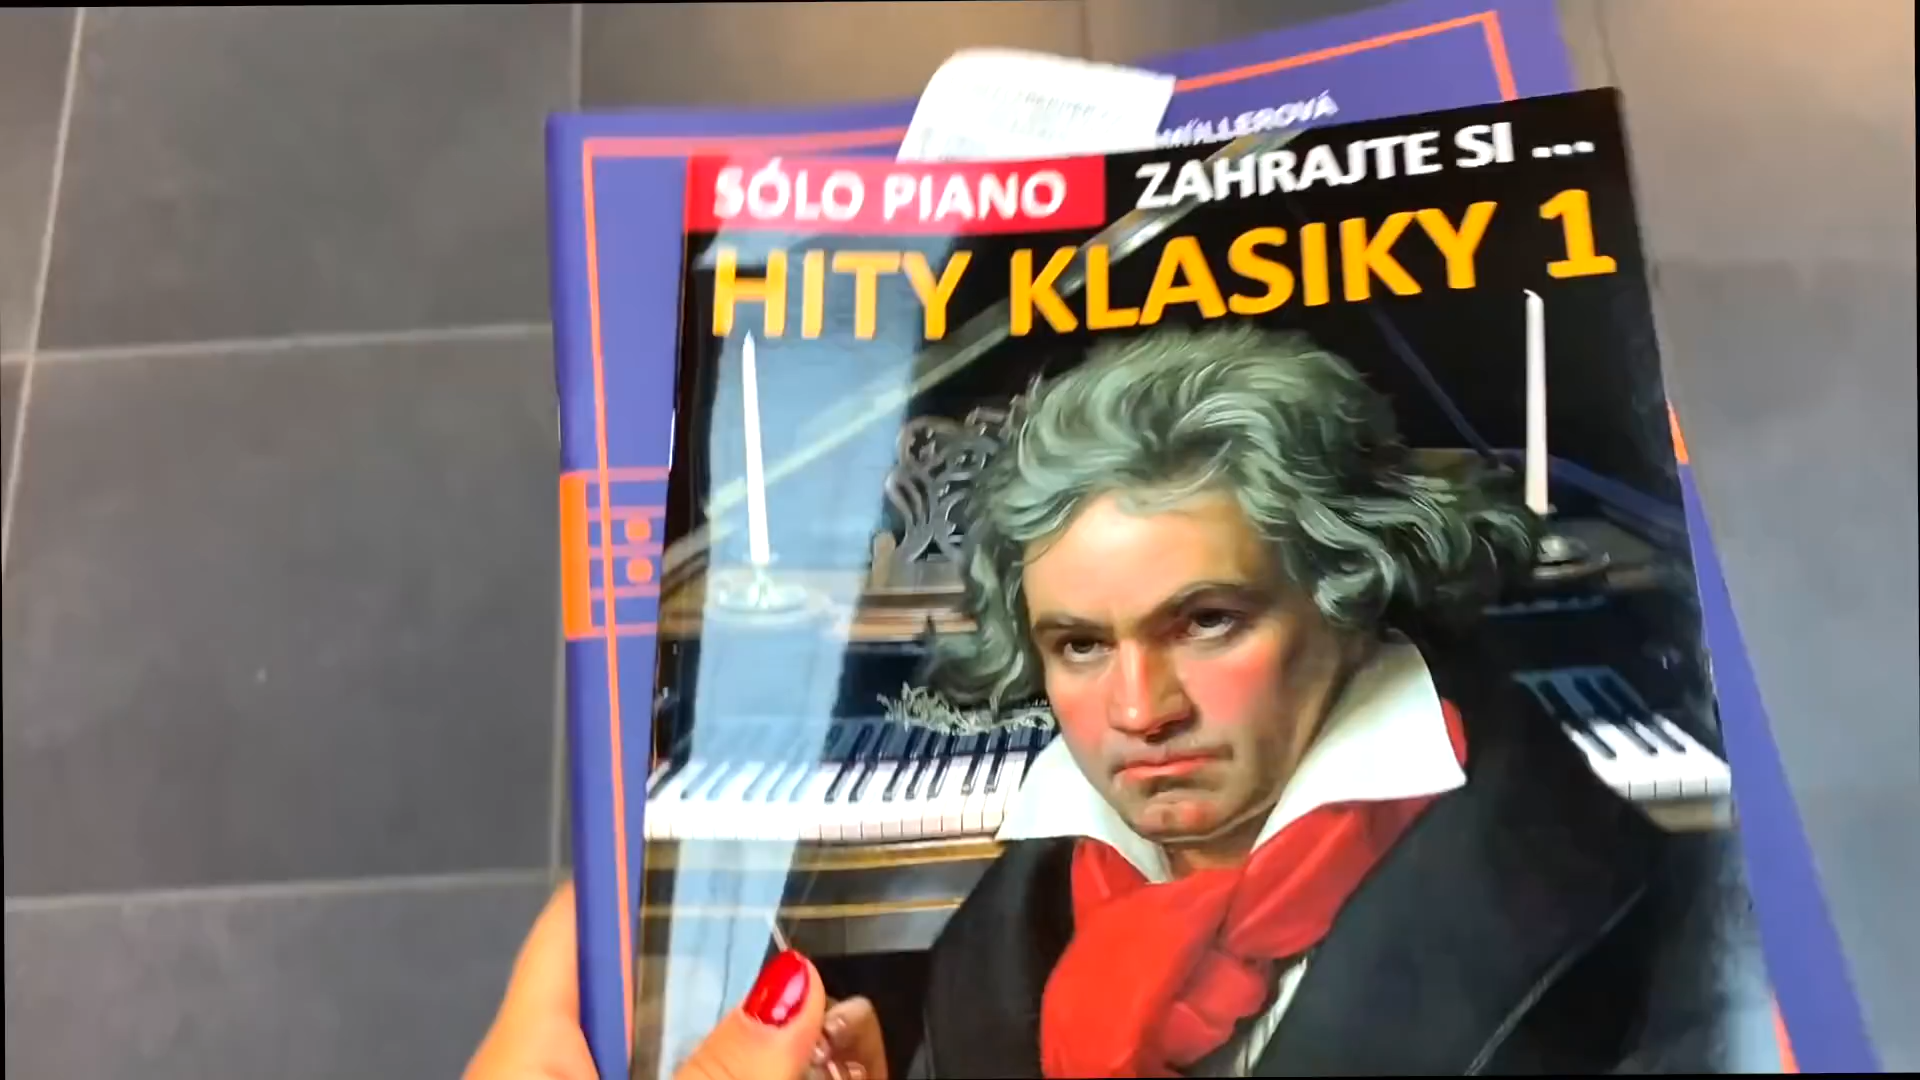 SÓLO PIANO
ZAHRAJTE SI ...
HITY KLASIKY 1